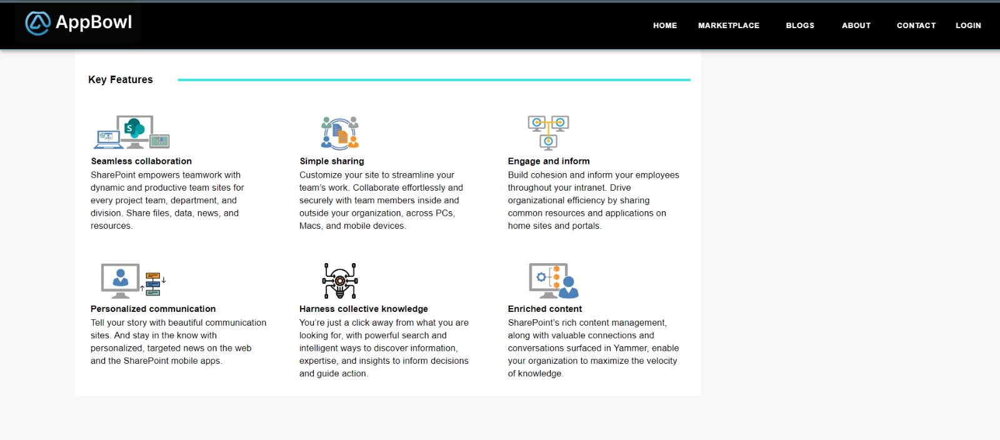 AppBowl
HOME MARKETPLACE BLOGS ABOUT CONTACT LOGIN
Key Features
S
Seamless collaboration
SharePoint empowers teamwork with
dynamic and productive team sites for
every project team, department, and
division. Share files, data, news, and
resources.
Simple sharing
Customize your site to streamline your
team’s work. Collaborate effortlessly and
securely with team members inside and
outside your organization, across PCs,
Macs, and mobile devices.
Engage and inform
Build cohesion and inform your employees
throughout your intranet. Drive
organizational efficiency by sharing
common resources and applications on
home sites and portals.
Personalized communication
Tell your story with beautiful communication
sites. And stay in the know with
personalized, targeted news on the web
and the SharePoint mobile apps.
Harness collective knowledge
You’re just a click away from what you are
looking for, with powerful search and
intelligent ways to discover information,
expertise, and insights to inform decisions
and guide action.
Enriched content
SharePoint’s rich content management,
along with valuable connections and
conversations surfaced in Yammer, enable
your organization to maximize the velocity
of knowledge.